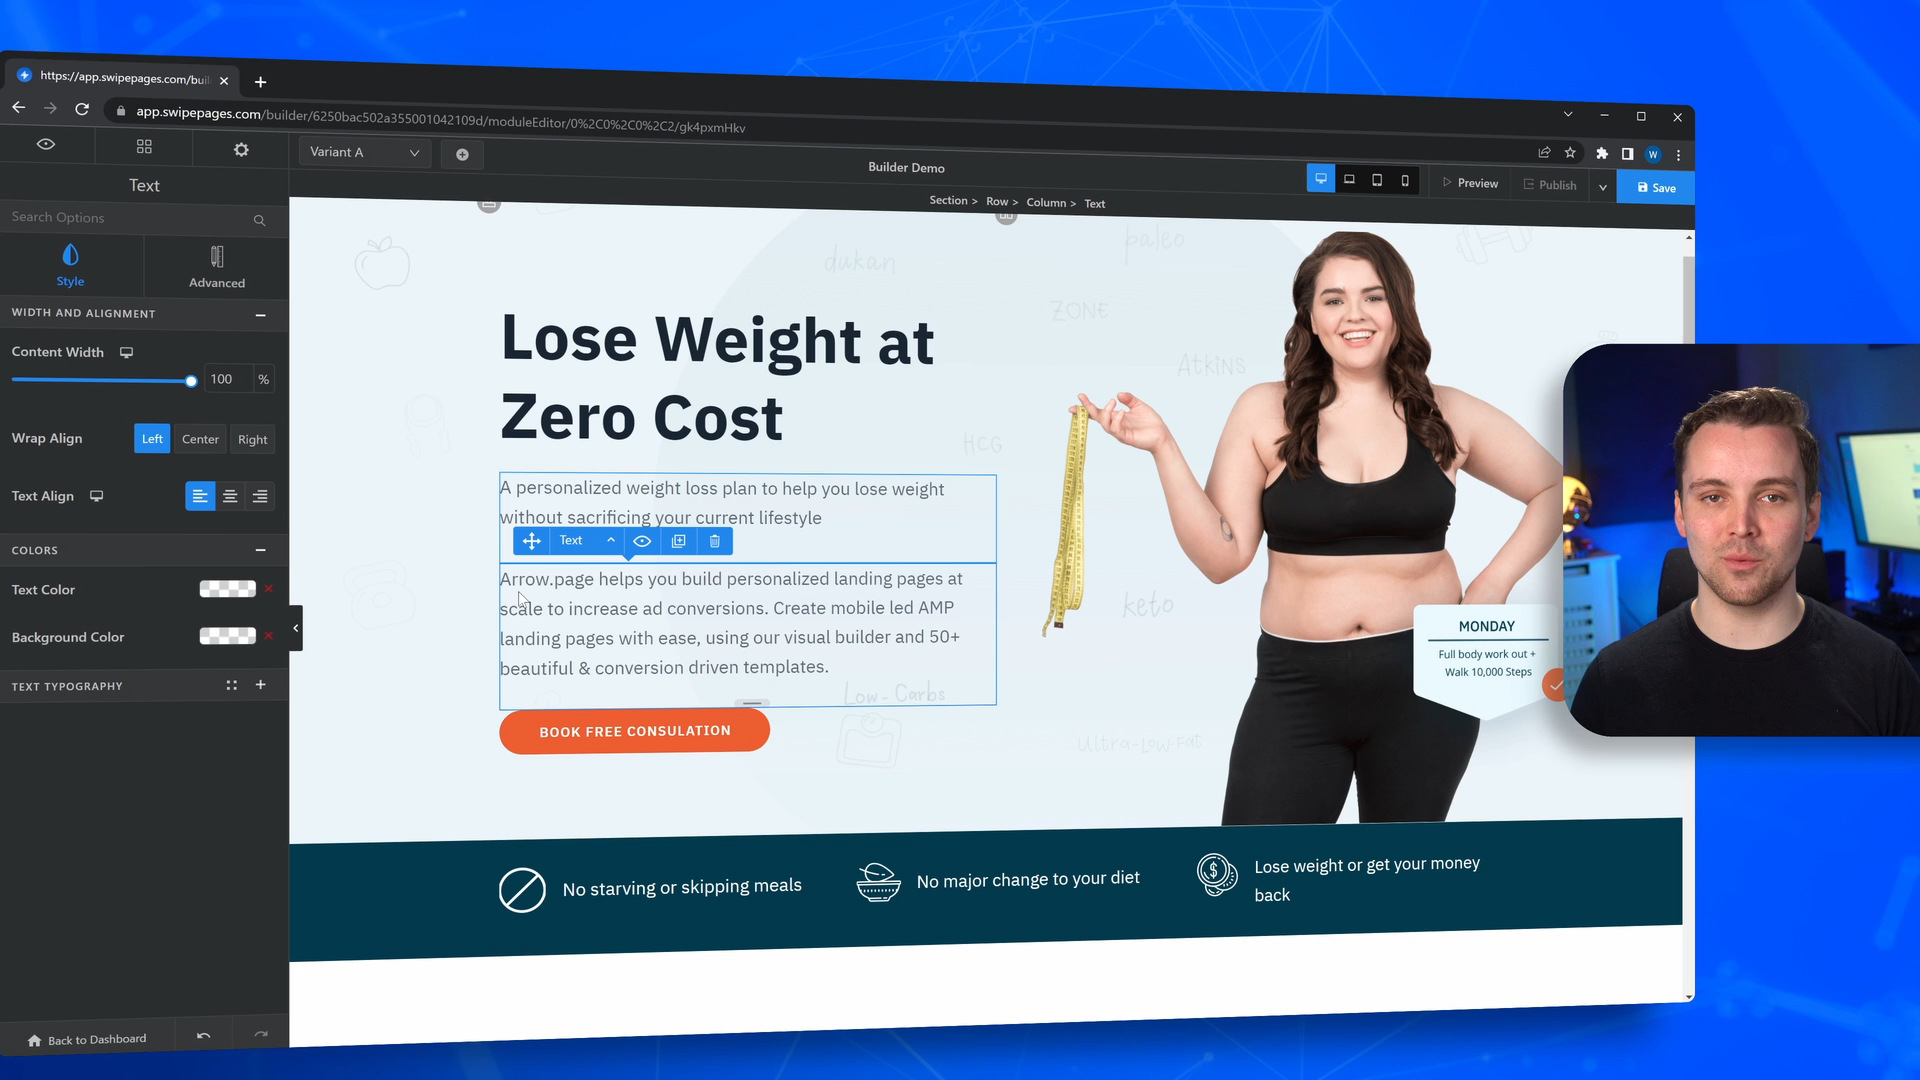 https://app.swipepages.com/buil
app.swipepages.com/builder/6250bac502a355001042109d/moduleEditor/0%2C0%2C0%2C2/gk4pxmHkv
W
Variant A
Builder Demo
Preview
Publish
Save
Section > Row > Column > Text
Text
Search Options
Style
Advanced
WIDTH AND ALIGNMENT
Content Width
100 %
Wrap Align
Left
Center
Right
Text Align
COLORS
Text Color
Background Color
TEXT TYPOGRAPHY
Back to Dashboard
dukan
paleo
ZONE
Atkins
HCG
keto
Low-Carbs
Ultra-Low-Fat
Lose Weight at
Zero Cost
A personalized weight loss plan to help you lose weight
without sacrificing your current lifestyle
Text
Arrow.page helps you build personalized landing pages at
scale to increase ad conversions. Create mobile led AMP
landing pages with ease, using our visual builder and 50+
beautiful & conversion driven templates.
BOOK FREE CONSULATION
MONDAY
Full body work out +
Walk 10,000 Steps
No starving or skipping meals
No major change to your diet
Lose weight or get your money
back